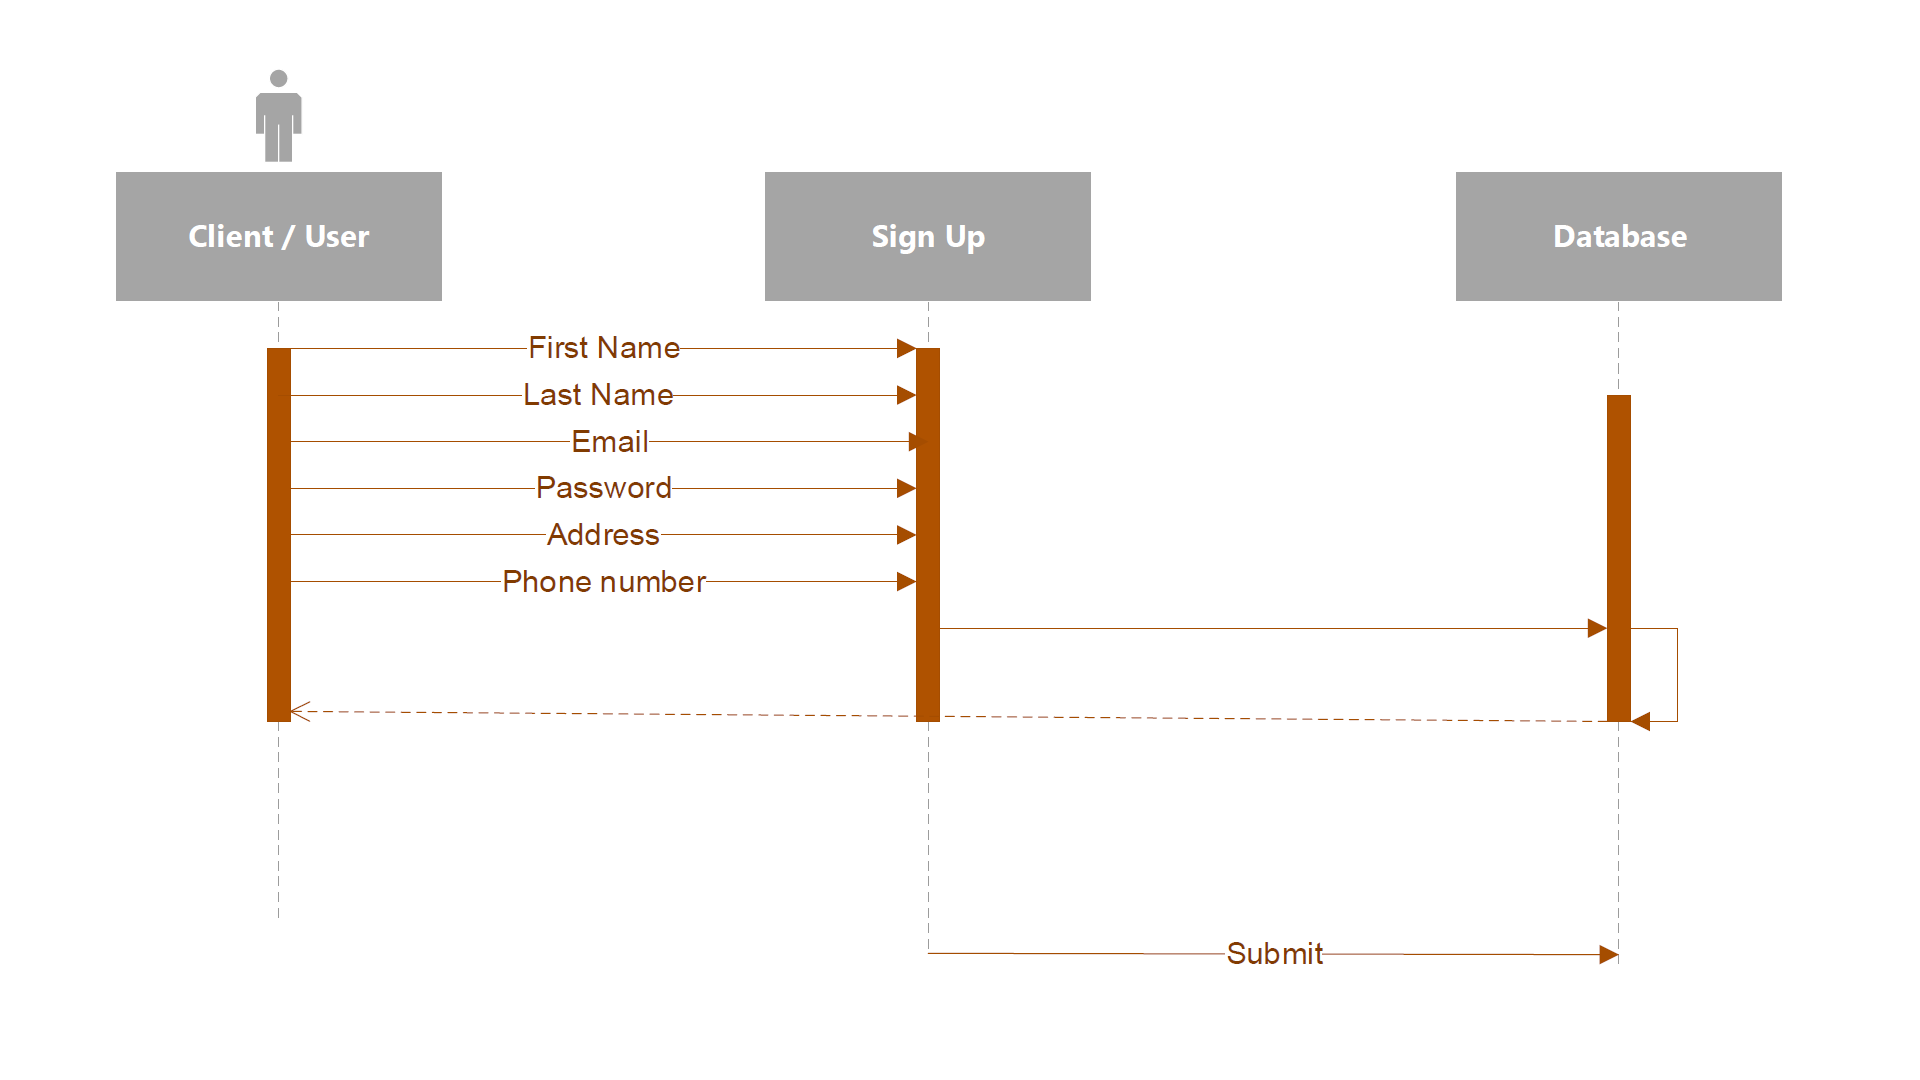 Client / User
Sign Up
Database
First Name
Last Name
Email
Password
Address
Phone number
Submit